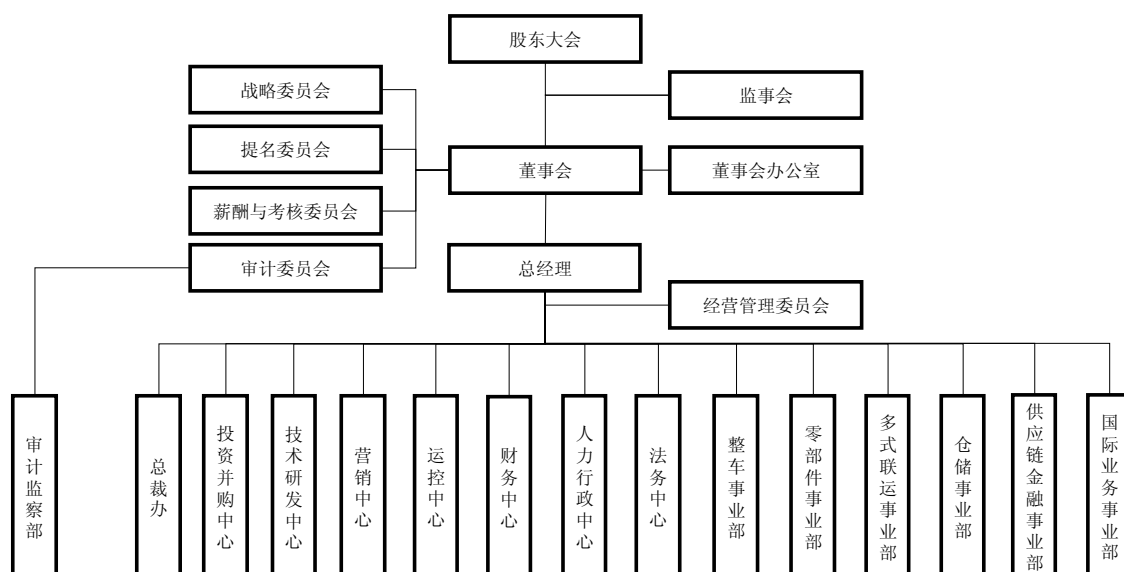 股东大会
战略委员会
监事会
提名委员会
董事会
董事会办公室
薪酬与考核委员会
审计委员会
总经理
经营管理委员会
审计监察部
总裁办
投资并购中心
技术研发中心
营销中心
运控中心
财务中心
人力行政中心
法务中心
整车事业部
零部件事业部
多式联运事业部
仓储事业部
供应链金融事业部
国际业务事业部